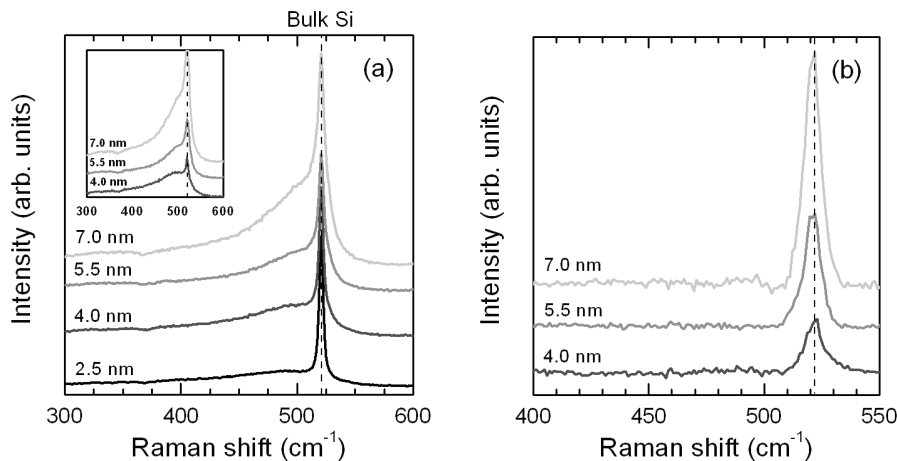 Bulk Si
(a)
Intensity (arb. units)
7.0 nm
5.5 nm
4.0 nm
300 400 500 600
7.0 nm
5.5 nm
4.0 nm
2.5 nm
300 400 500 600
Raman shift (cm⁻¹)
(b)
Intensity (arb. units)
7.0 nm
5.5 nm
4.0 nm
400 450 500 550
Raman shift (cm⁻¹)